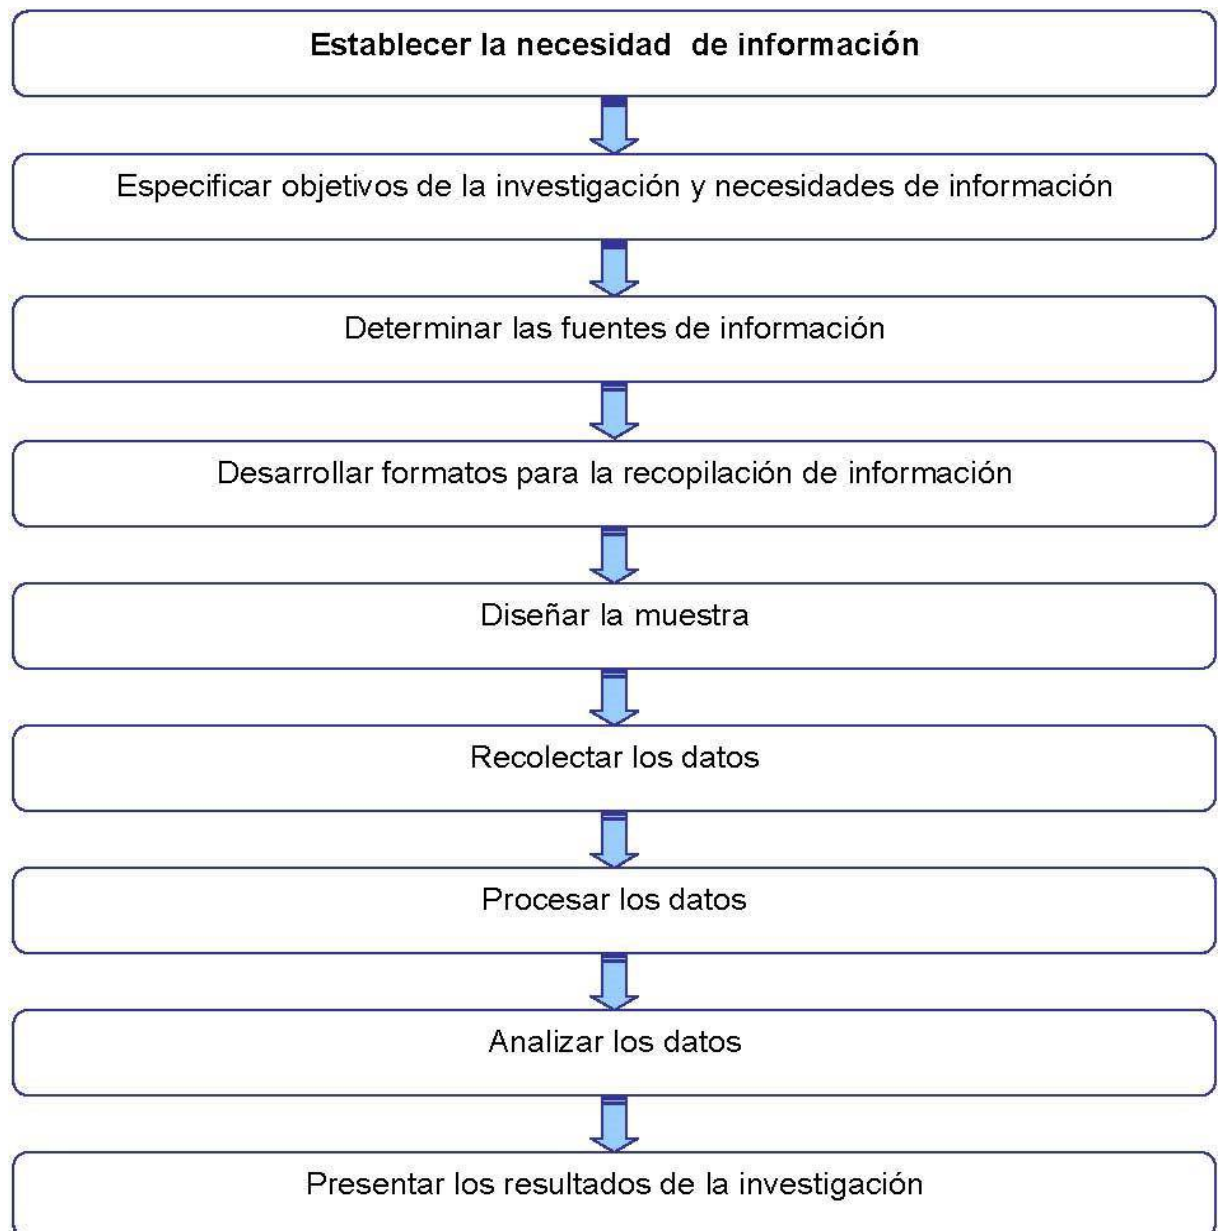 Establecer la necesidad de información
Especificar objetivos de la investigación y necesidades de información
Determinar las fuentes de información
Desarrollar formatos para la recopilación de información
Diseñar la muestra
Recolectar los datos
Procesar los datos
Analizar los datos
Presentar los resultados de la investigación